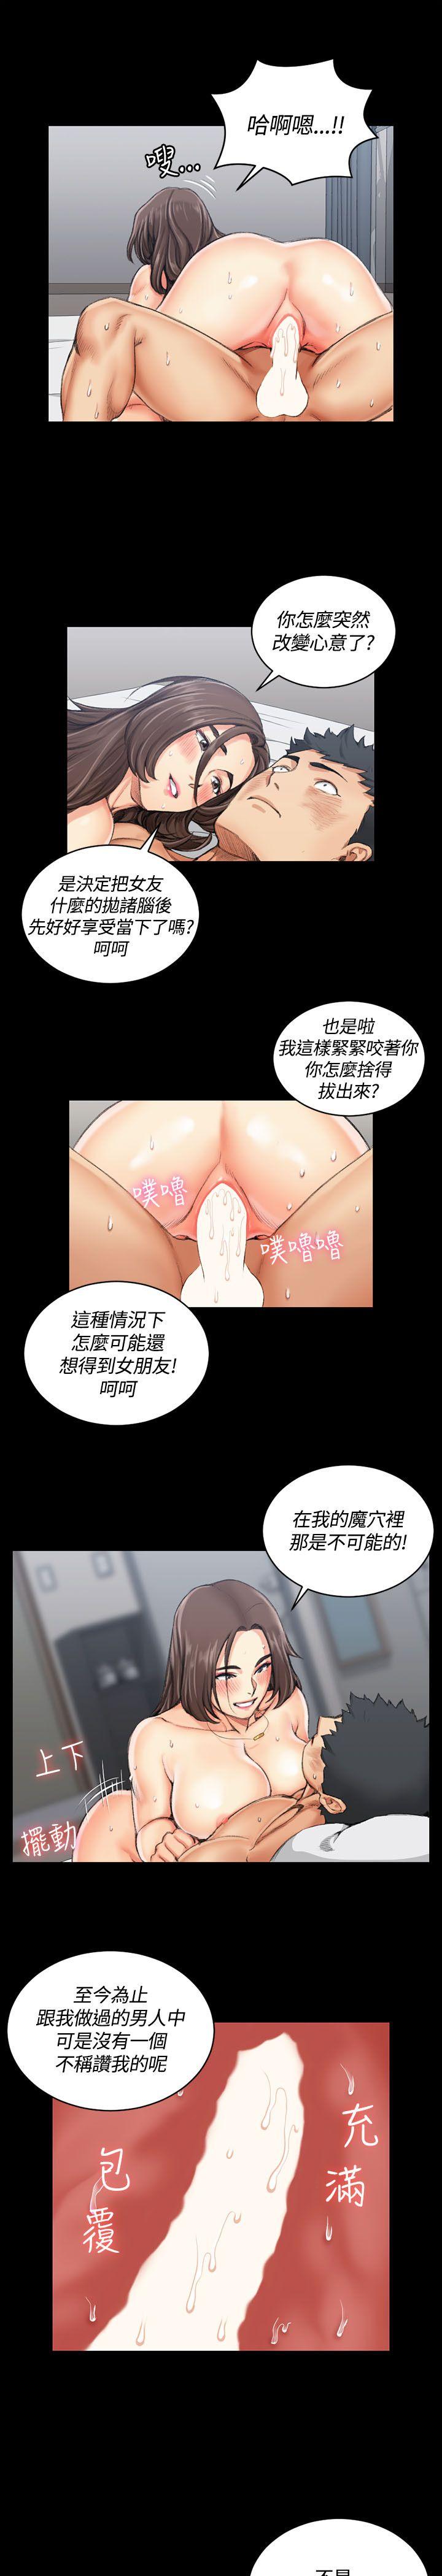 哈啊嗯...!!
嗖...
你怎麼突然
改變心意了?
是決定把女友
什麼的拋諸腦後
先好好享受當下了嗎?
呵呵
也是啦
我這樣緊緊咬著你
你怎麼捨得
拔出來?
噗嚕
噗嚕嚕
這種情況下
怎麼可能還
想得到女朋友!
呵呵
在我的魔穴裡
那是不可能的!
上下
擺動
至今為止
跟我做過的男人中
可是沒有一個
不稱讚我的呢
充
滿
包
覆